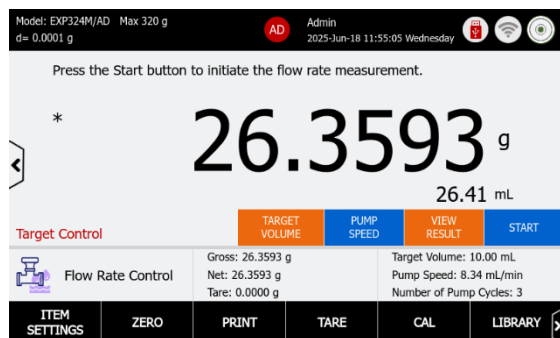 Model: EXP324M/AD Max 320 g
d= 0.0001 g
AD
Admin
2025-Jun-18 11:55:05 Wednesday
Press the Start button to initiate the flow rate measurement.
*
26.3593 g
26.41 mL
Target Control
TARGET VOLUME
PUMP SPEED
VIEW RESULT
START
Flow Rate Control
Gross: 26.3593 g
Net: 26.3593 g
Tare: 0.0000 g
Target Volume: 10.00 mL
Pump Speed: 8.34 mL/min
Number of Pump Cycles: 3
ITEM SETTINGS
ZERO
PRINT
TARE
CAL
LIBRARY